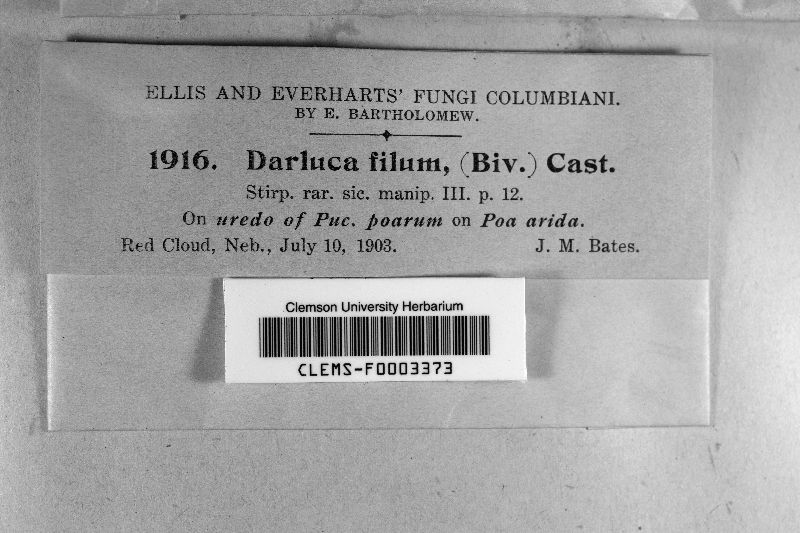 ELLIS AND EVERHARTS' FUNGI COLUMBIANI.
BY E. BARTHOLOMEW.
1916. Darluca filum, (Biv.) Cast.
Stirp. rar. sic. manip. III. p. 12.
On uredo of Puc. poarum on Poa arida.
Red Cloud, Neb., July 10, 1903. J. M. Bates.
Clemson University Herbarium
CLEMS-F0003373